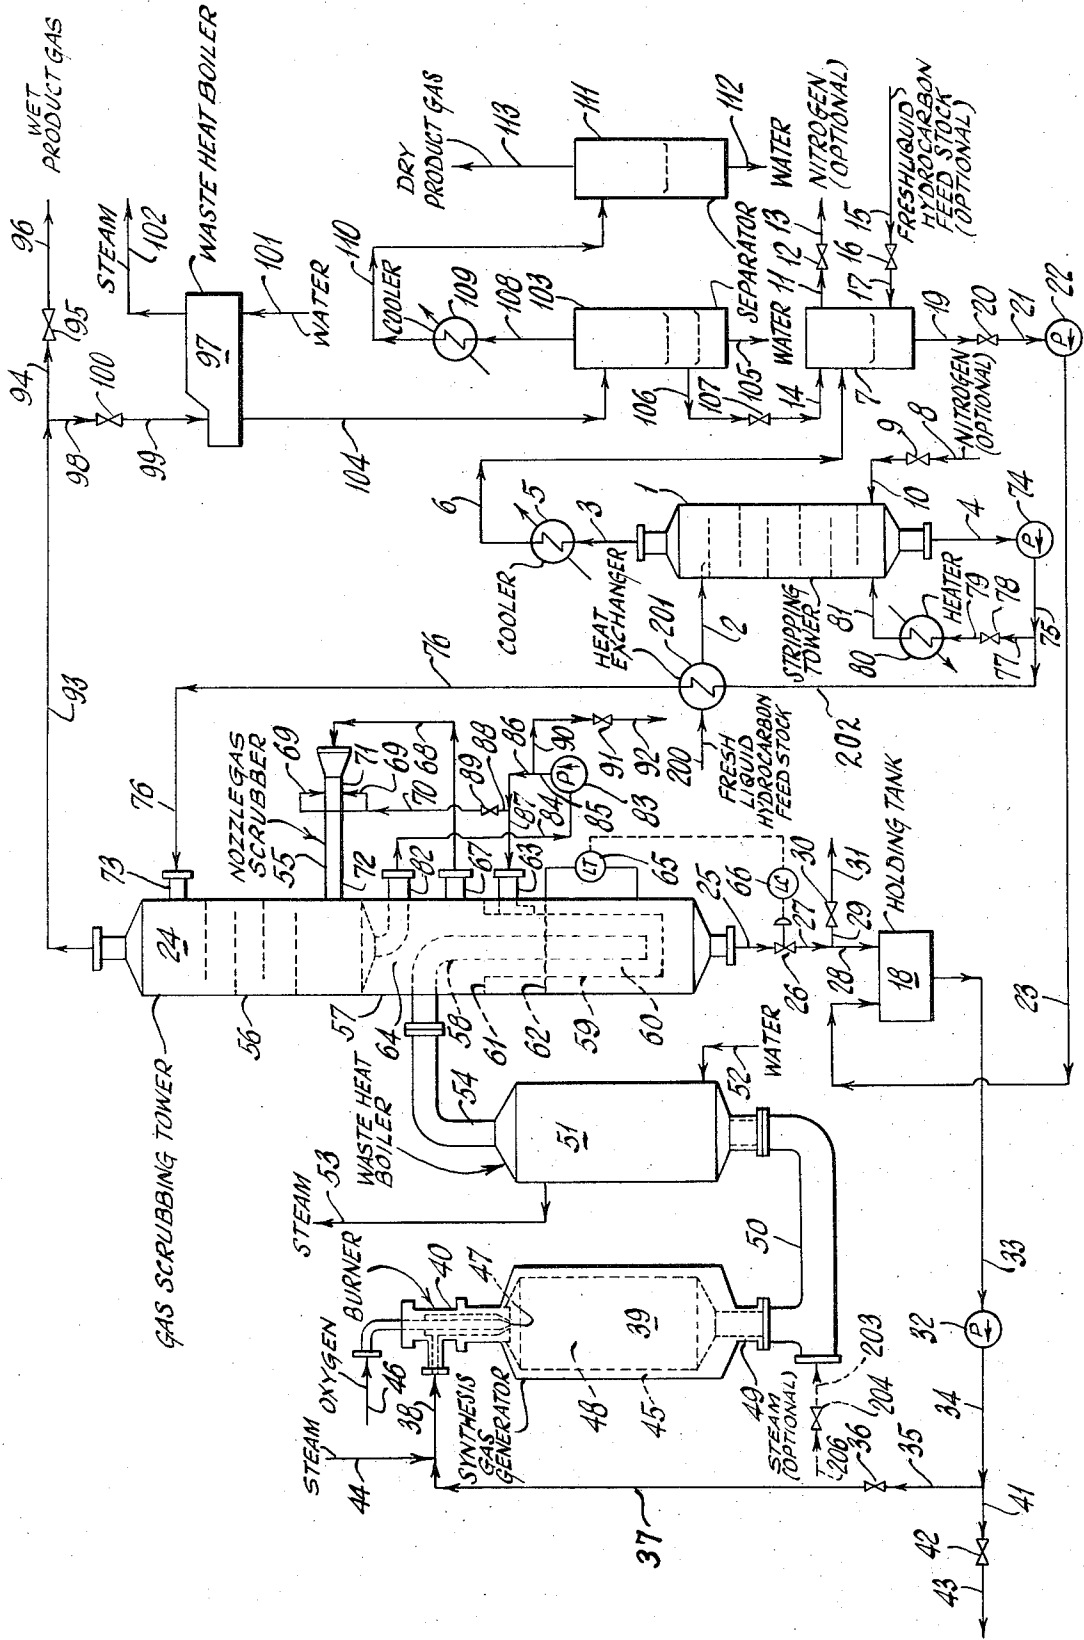 WET
PRODUCT GAS
96
94
95
STEAM
102
WASTE HEAT BOILER
97
101
WATER
100
98
99
93
104
DRY
PRODUCT GAS
113
111
112
WATER
110
COOLER
109
108
103
SEPARATOR
105
WATER
106
107
14
11
12
13
NITROGEN
(OPTIONAL)
15
16
17
FRESH LIQUID
HYDROCARBON
FEED STOCK
(OPTIONAL)
7
19
20
21
22
P
23
6
COOLER
5
3
1
HEAT
EXCHANGER
201
2
STRIPPING
TOWER
81
80
HEATER
79
78
77
75
10
9
8
NITROGEN
(OPTIONAL)
4
74
P
76
76
73
NOZZLE GAS
SCRUBBER
55
69
71
69
68
70
72
82
67
63
89
88
87
84
86
90
P
85
83
91
92
200
FRESH
LIQUID
HYDROCARBON
FEED STOCK
202
GAS SCRUBBING TOWER
24
56
57
64
58
61
62
59
60
LT
65
66
LC
25
26
27
28
29
30
31
HOLDING TANK
18
WASTE HEAT
BOILER
54
51
52
WATER
STEAM
53
50
STEAM
44
OXYGEN
46
BURNER
40
38
47
SYNTHESIS
GAS
GENERATOR
39
48
45
49
STEAM
(OPTIONAL)
203
204
206
36
35
37
33
32
P
34
41
42
43